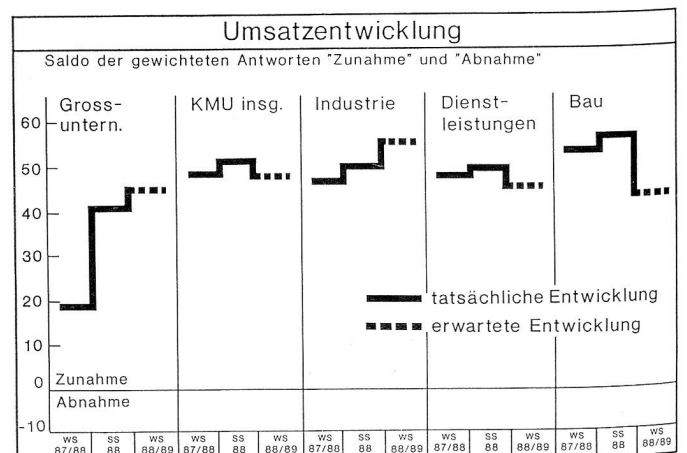 Umsatzentwicklung
Saldo der gewichteten Antworten "Zunahme" und "Abnahme"
Gross-
untern.
KMU insg.
Industrie
Dienst-
leistungen
Bau
60
50
40
30
20
10
0
-10
tatsächliche Entwicklung
erwartete Entwicklung
Zunahme
Abnahme
WS 87/88
SS 88
WS 88/89
WS 87/88
SS 88
WS 88/89
WS 87/88
SS 88
WS 88/89
WS 87/88
SS 88
WS 88/89
WS 87/88
SS 88
WS 88/89